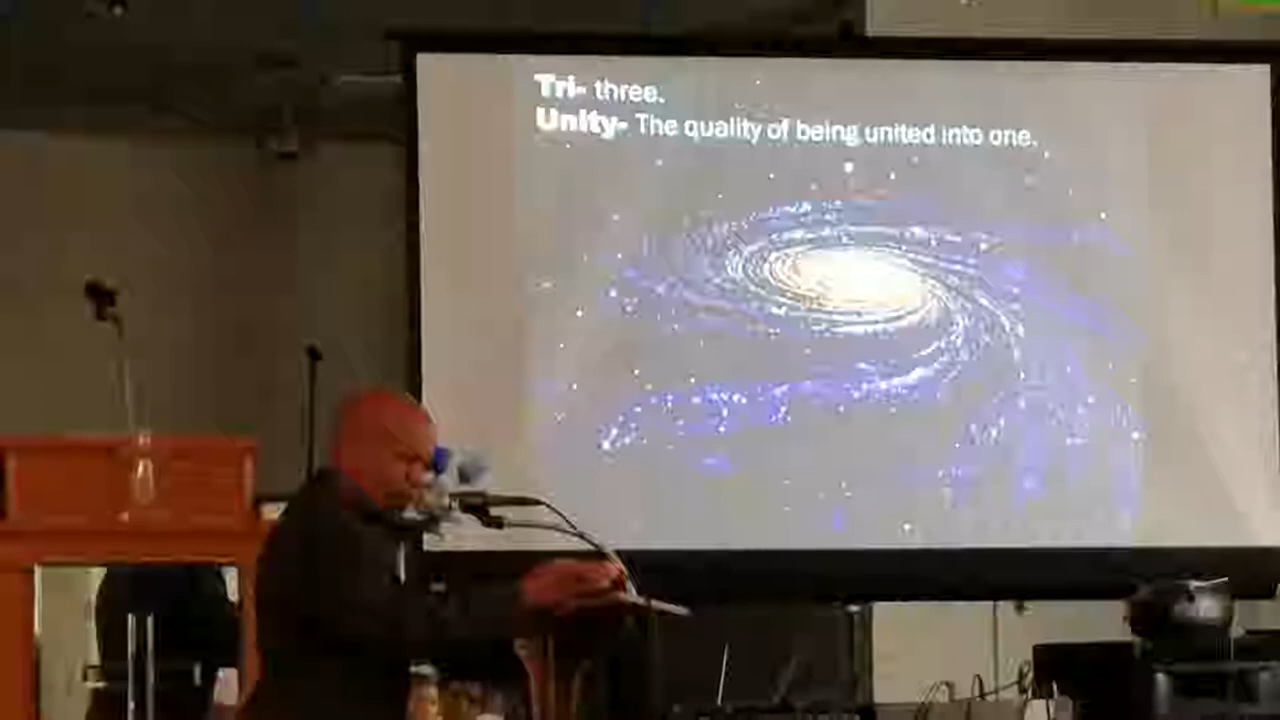 Tri- three.
Unity- The quality of being united into one.